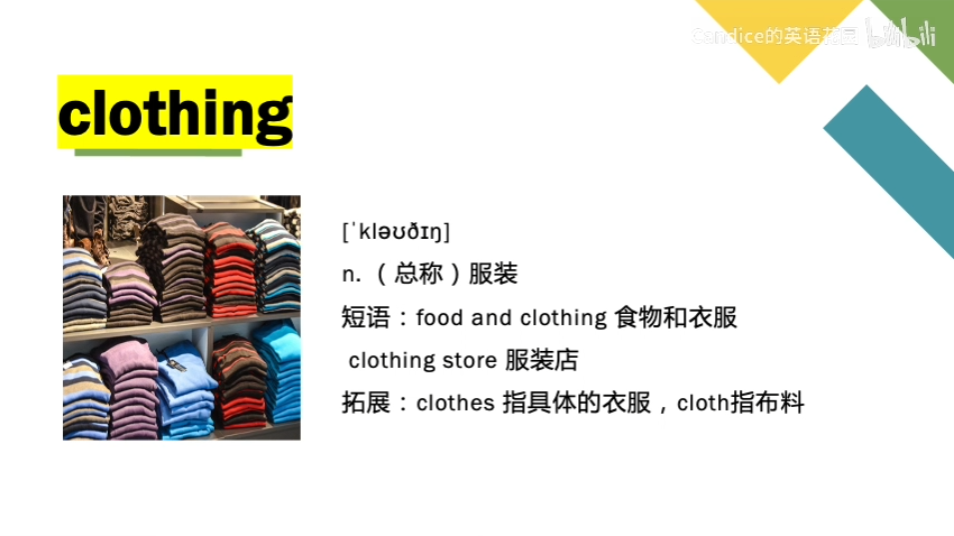 Candice的英语花园 bilibili
clothing
[ˈkləʊðɪŋ]
n. （总称）服装
短语：food and clothing 食物和衣服
clothing store 服装店
拓展：clothes 指具体的衣服，cloth指布料